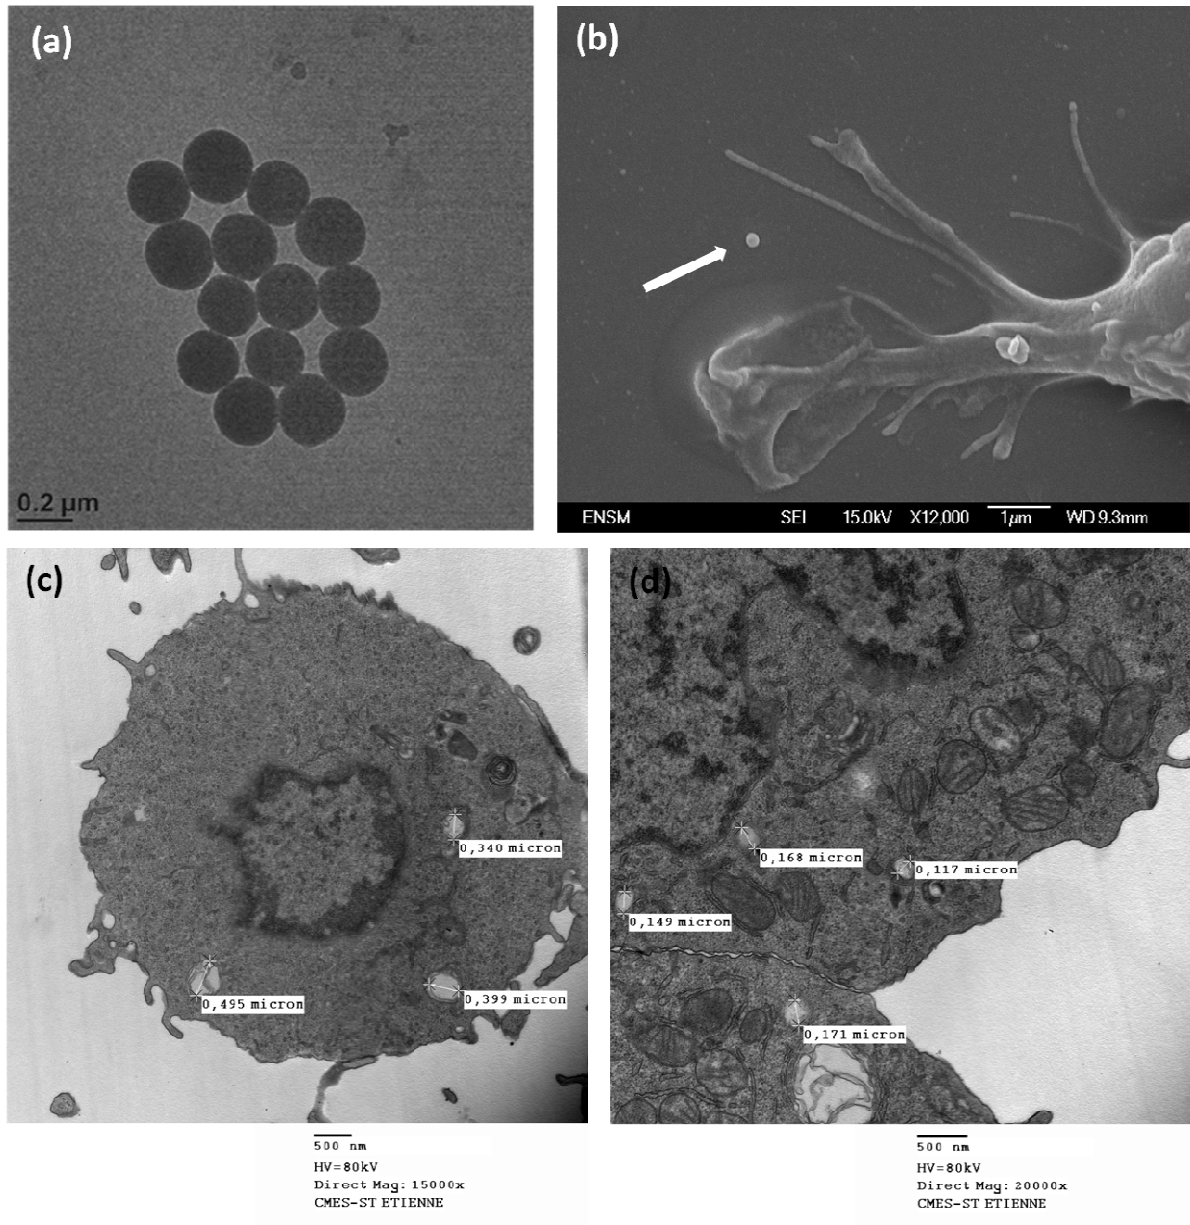 (a)
0.2 µm
(b)
ENSM SEI 15.0kV X12,000 1µm WD 9.3mm
(c)
0,340 micron
0,495 micron
0,399 micron
500 nm
HV=80kV
Direct Mag: 15000x
CMES-ST ETIENNE
(d)
0,168 micron
0,117 micron
0,149 micron
0,171 micron
500 nm
HV=80kV
Direct Mag: 20000x
CMES-ST ETIENNE